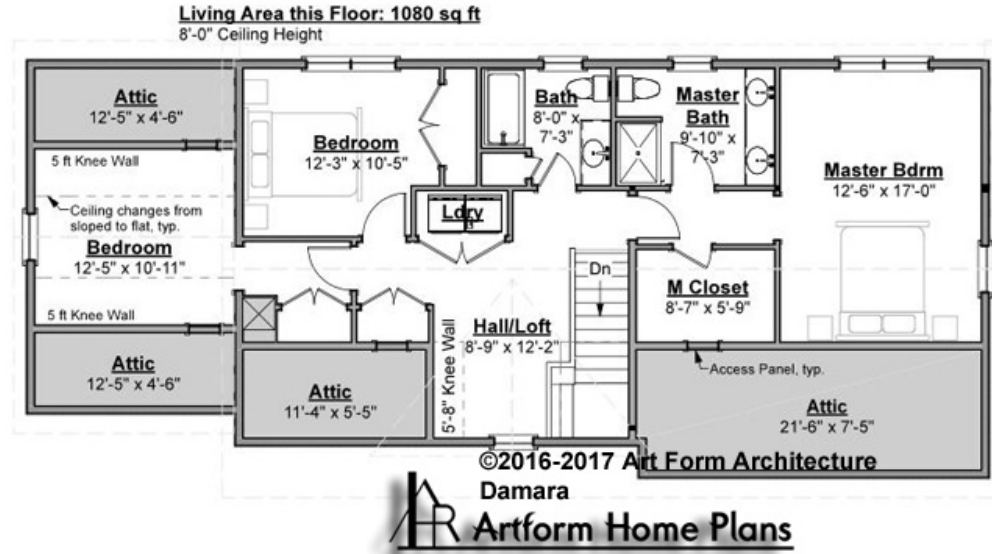 Living Area this Floor: 1080 sq ft
8'-0" Ceiling Height
Attic
12'-5" x 4'-6"
5 ft Knee Wall
Ceiling changes from
sloped to flat, typ.
Bedroom
12'-5" x 10'-11"
5 ft Knee Wall
Attic
12'-5" x 4'-6"
Bedroom
12'-3" x 10'-5"
Bath
8'-0" x
7'-3"
Master
Bath
9'-10" x
7'-3"
Master Bdrm
12'-6" x 17'-0"
Ldry
Dn
M Closet
8'-7" x 5'-9"
Hall/Loft
8'-9" x 12'-2"
5'-8" Knee Wall
Attic
11'-4" x 5'-5"
Access Panel, typ.
Attic
21'-6" x 7'-5"
©2016-2017 Art Form Architecture
Damara
AFR
Artform Home Plans